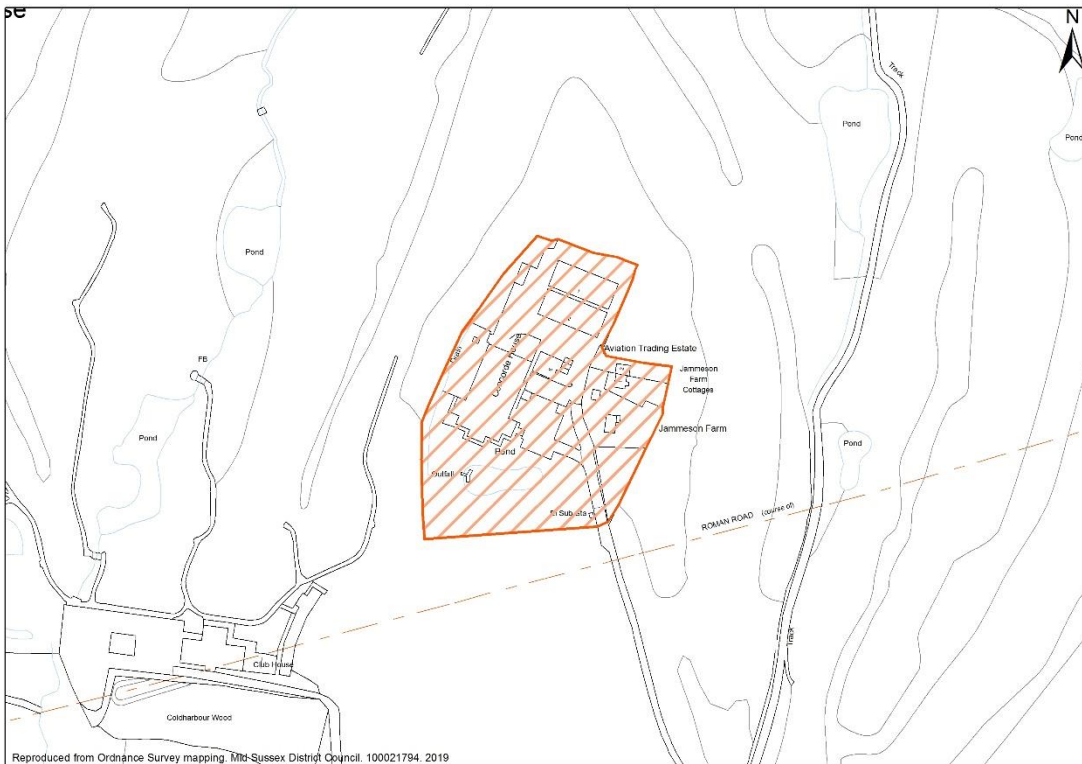 se
N
Track
Pond
Pond
Pond
FB
Aviation Trading Estate
Concorde House
Jammeson
Farm
Cottages
Jammeson Farm
Pond
Pond
Pond
Outfall
El Sub Sta
ROMAN ROAD (course of)
Track
Club House
Coldharbour Wood
Reproduced from Ordnance Survey mapping. Mid Sussex District Council. 100021794. 2019